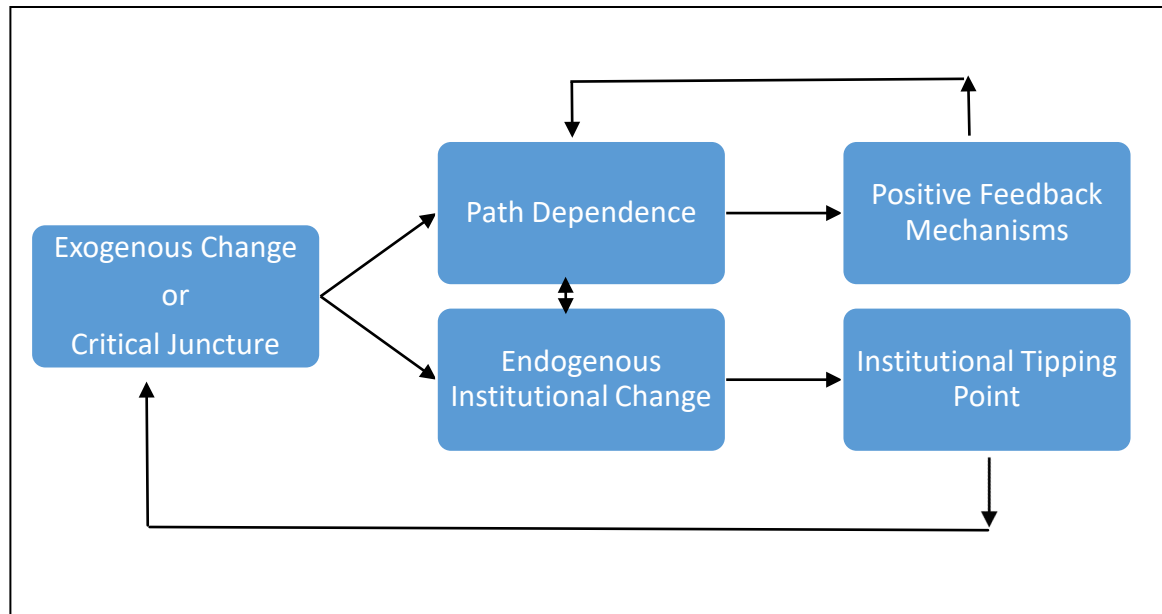 Exogenous Change
or
Critical Juncture
Path Dependence
Positive Feedback
Mechanisms
Endogenous
Institutional Change
Institutional Tipping
Point